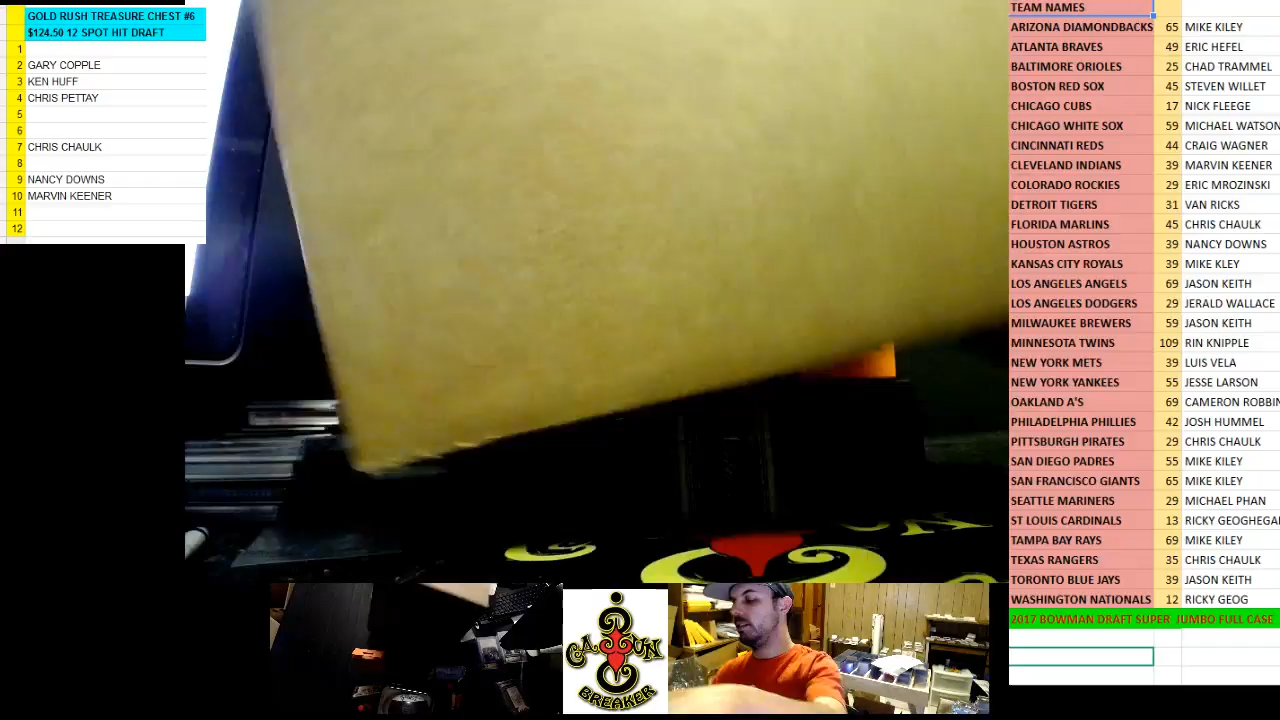 GOLD RUSH TREASURE CHEST #6
$124.50 12 SPOT HIT DRAFT
1
2 GARY COPPLE
3 KEN HUFF
4 CHRIS PETTAY
5
6
7 CHRIS CHAULK
8
9 NANCY DOWNS
10 MARVIN KEENER
11
12
TEAM NAMES
ARIZONA DIAMONDBACKS 65 MIKE KILEY
ATLANTA BRAVES 49 ERIC HEFEL
BALTIMORE ORIOLES 25 CHAD TRAMMEL
BOSTON RED SOX 45 STEVEN WILLET
CHICAGO CUBS 17 NICK FLEEGE
CHICAGO WHITE SOX 59 MICHAEL WATSON
CINCINNATI REDS 44 CRAIG WAGNER
CLEVELAND INDIANS 39 MARVIN KEENER
COLORADO ROCKIES 29 ERIC MROZINSKI
DETROIT TIGERS 31 VAN RICKS
FLORIDA MARLINS 45 CHRIS CHAULK
HOUSTON ASTROS 39 NANCY DOWNS
KANSAS CITY ROYALS 39 MIKE KLEY
LOS ANGELES ANGELS 69 JASON KEITH
LOS ANGELES DODGERS 29 JERALD WALLACE
MILWAUKEE BREWERS 59 JASON KEITH
MINNESOTA TWINS 109 RIN KNIPPLE
NEW YORK METS 39 LUIS VELA
NEW YORK YANKEES 55 JESSE LARSON
OAKLAND A'S 69 CAMERON ROBBIN
PHILADELPHIA PHILLIES 42 JOSH HUMMEL
PITTSBURGH PIRATES 29 CHRIS CHAULK
SAN DIEGO PADRES 55 MIKE KILEY
SAN FRANCISCO GIANTS 65 MIKE KILEY
SEATTLE MARINERS 29 MICHAEL PHAN
ST LOUIS CARDINALS 13 RICKY GEOGHEGA
TAMPA BAY RAYS 69 MIKE KILEY
TEXAS RANGERS 35 CHRIS CHAULK
TORONTO BLUE JAYS 39 JASON KEITH
WASHINGTON NATIONALS 12 RICKY GEOG
2017 BOWMAN DRAFT SUPER JUMBO FULL CASE
CAJUN
BREAKER